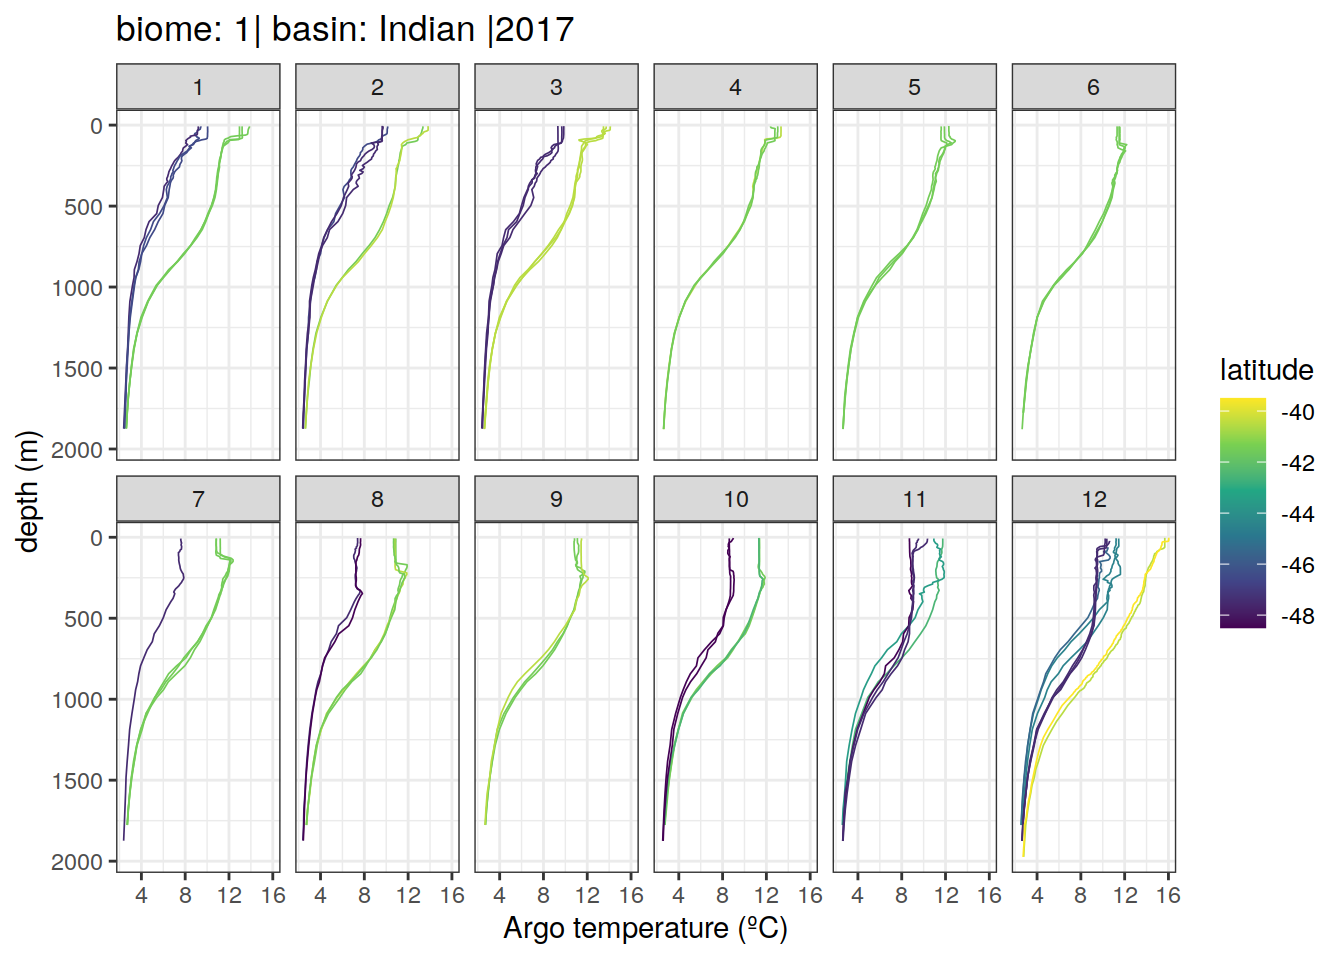 biome: 1| basin: Indian |2017
1 2 3 4 5 6
0
500
1000
1500
2000
7 8 9 10 11 12
0
500
1000
1500
2000
4 8 12 16 4 8 12 16 4 8 12 16 4 8 12 16 4 8 12 16 4 8 12 16
Argo temperature (ºC)
depth (m)
latitude
-40
-42
-44
-46
-48